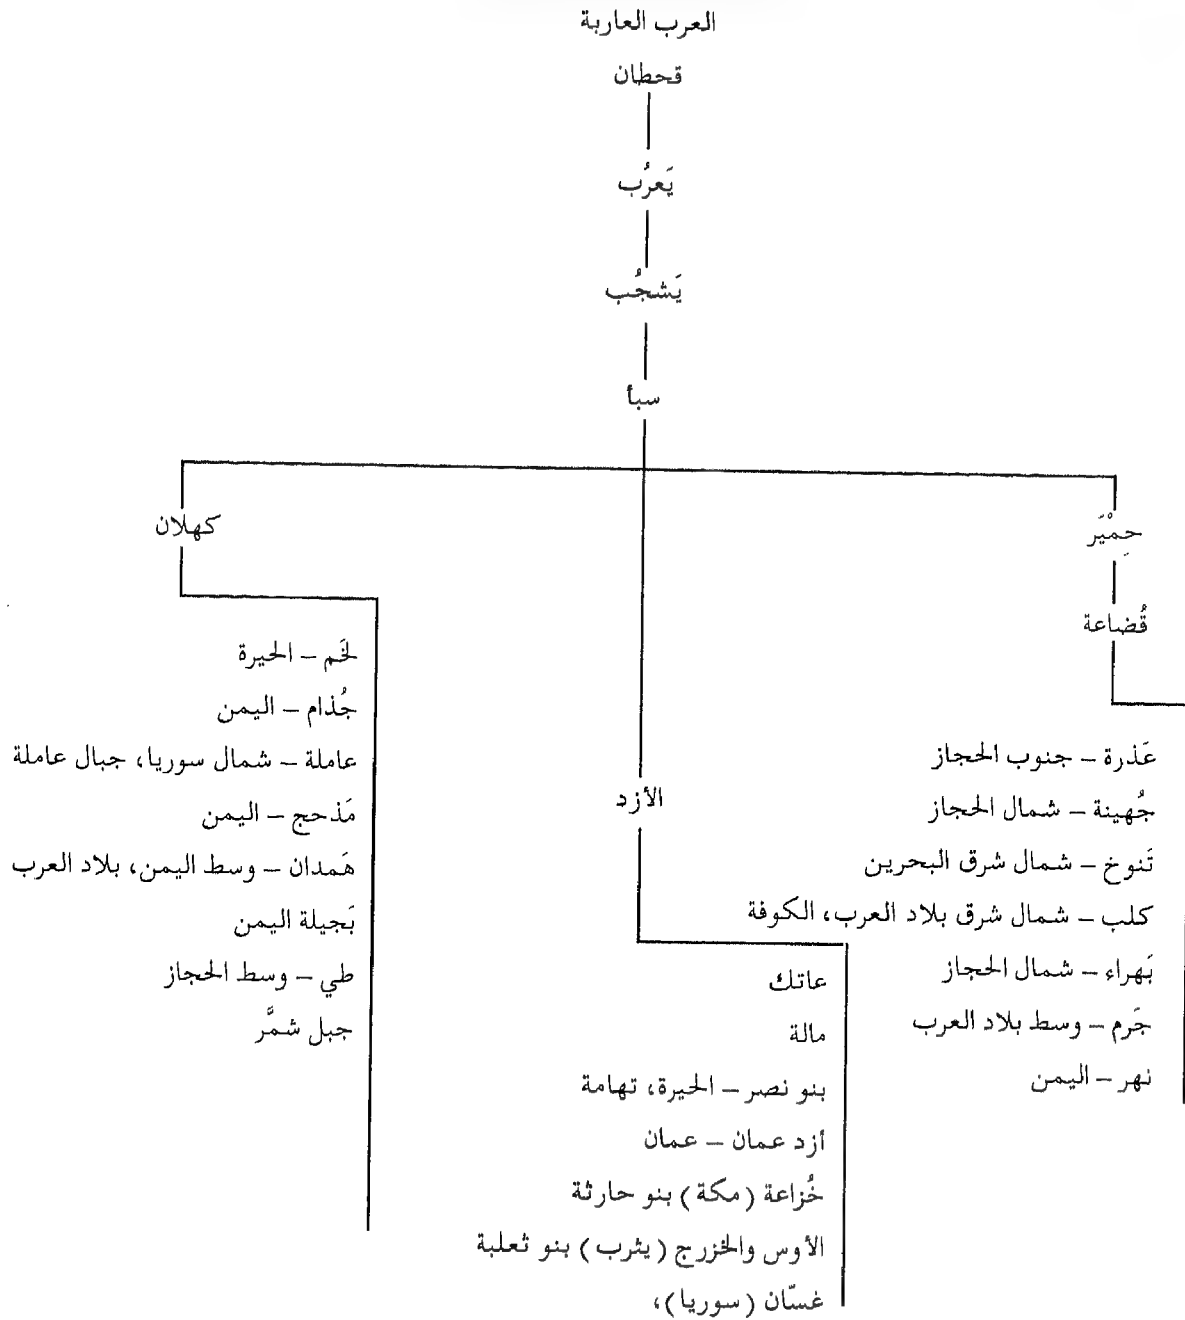 العرب العاربة
قحطان
يَعرُب
يَشجُب
سبأ
حِمْيَر
قُضاعة
عَذرة – جنوب الحجاز
جُهينة – شمال الحجاز
تَنوخ – شمال شرق البحرين
كلب – شمال شرق بلاد العرب، الكوفة
بَهراء – شمال الحجاز
جَرم – وسط بلاد العرب
نهر – اليمن
الأزد
عاتك
مالة
بنو نصر – الحيرة، تهامة
أزد عمان – عمان
خُزاعة (مكة) بنو حارثة
الأوس والخزرج (يثرب) بنو ثعلبة
غسّان (سوريا)،
كهلان
لخَم – الحيرة
جُذام – اليمن
عاملة – شمال سوريا، جبال عاملة
مَذحج – اليمن
هَمدان – وسط اليمن، بلاد العرب
بَجيلة اليمن
طي – وسط الحجاز
جبل شمَّر